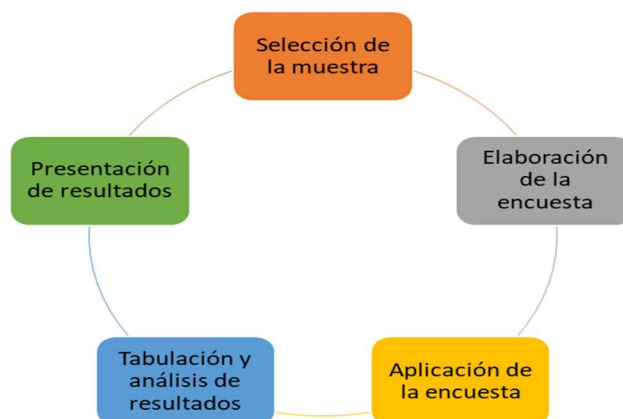 Selección de
la muestra
Elaboración
de la
encuesta
Aplicación de
la encuesta
Tabulación y
análisis de
resultados
Presentación
de resultados